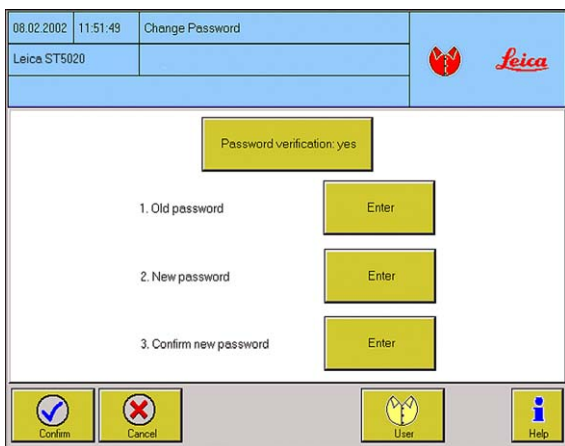 08.02.2002 11:51:49 Change Password
Leica ST5020
Leica
Password verification: yes
1. Old password Enter
2. New password Enter
3. Confirm new password Enter
Confirm Cancel User Help